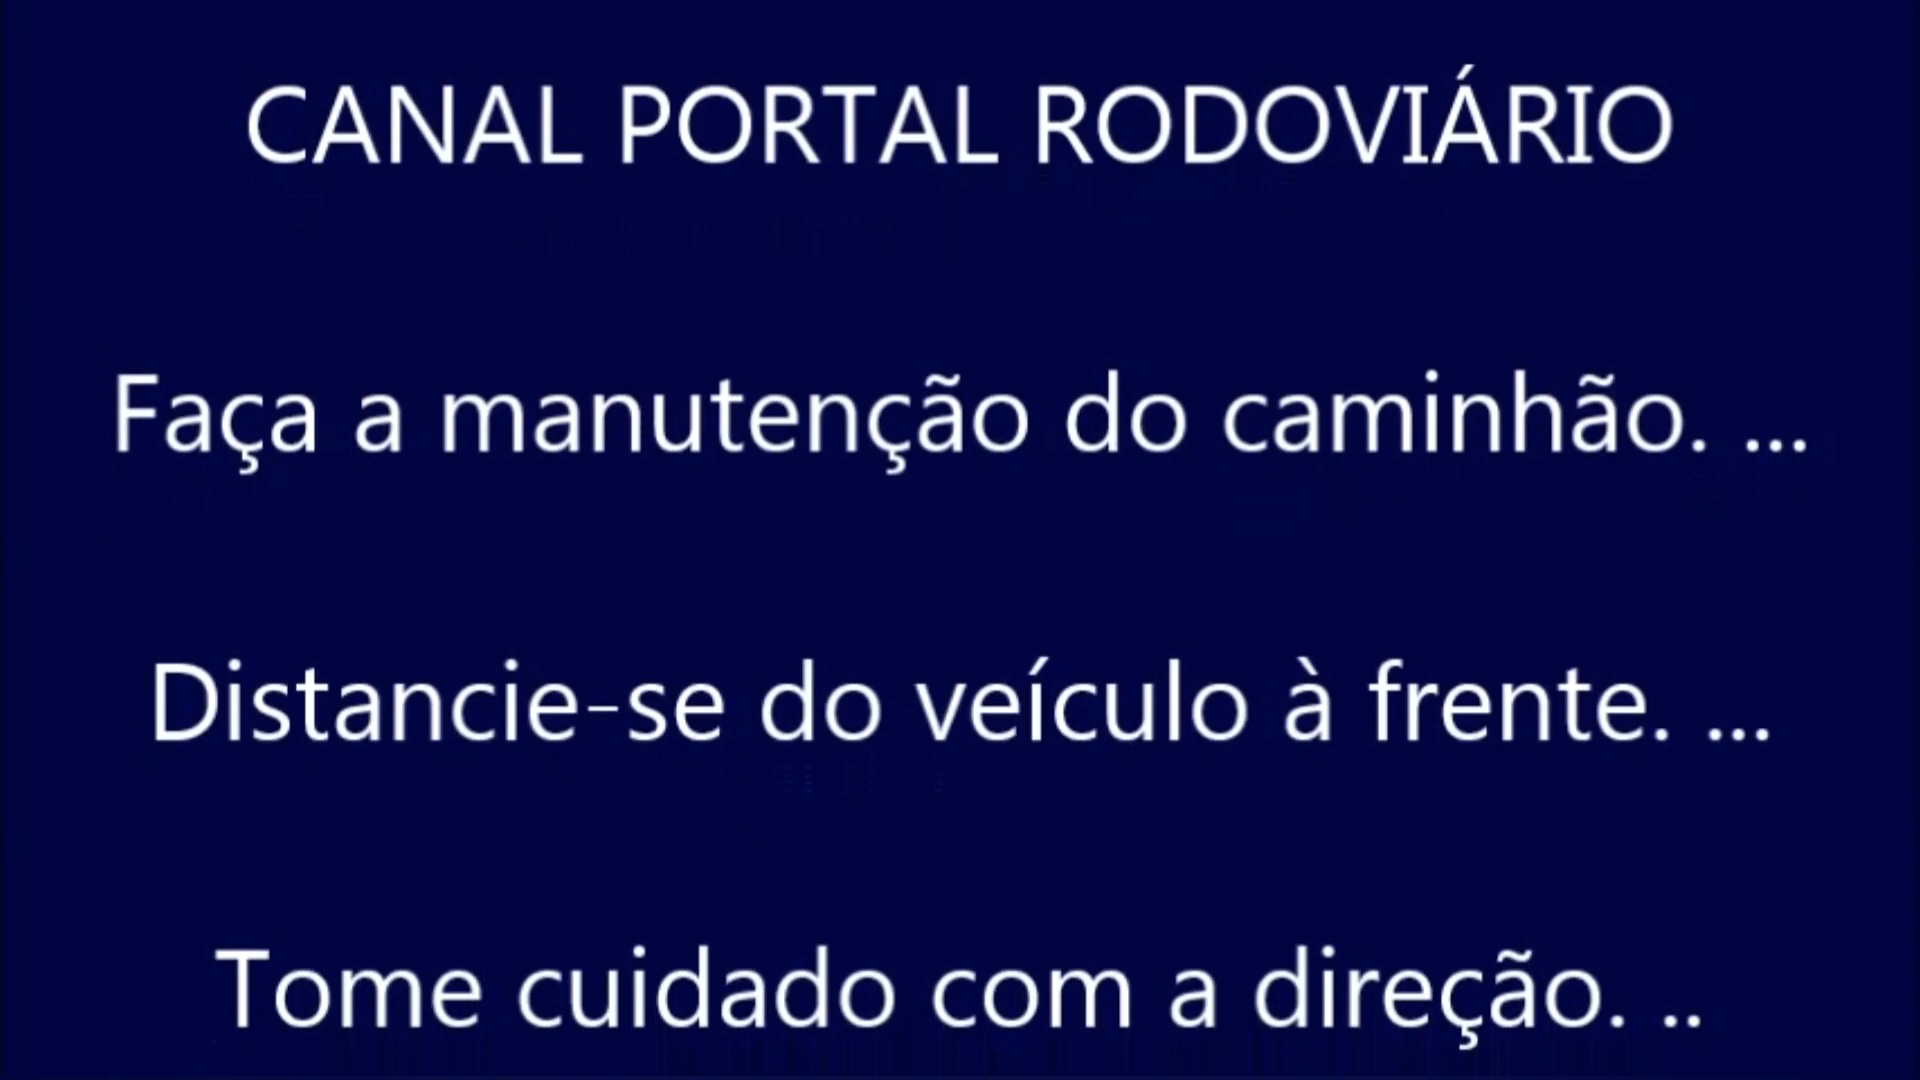 CANAL PORTAL RODOVIÁRIO
Faça a manutenção do caminhão. ...
Distancie-se do veículo à frente. ...
Tome cuidado com a direção. ..